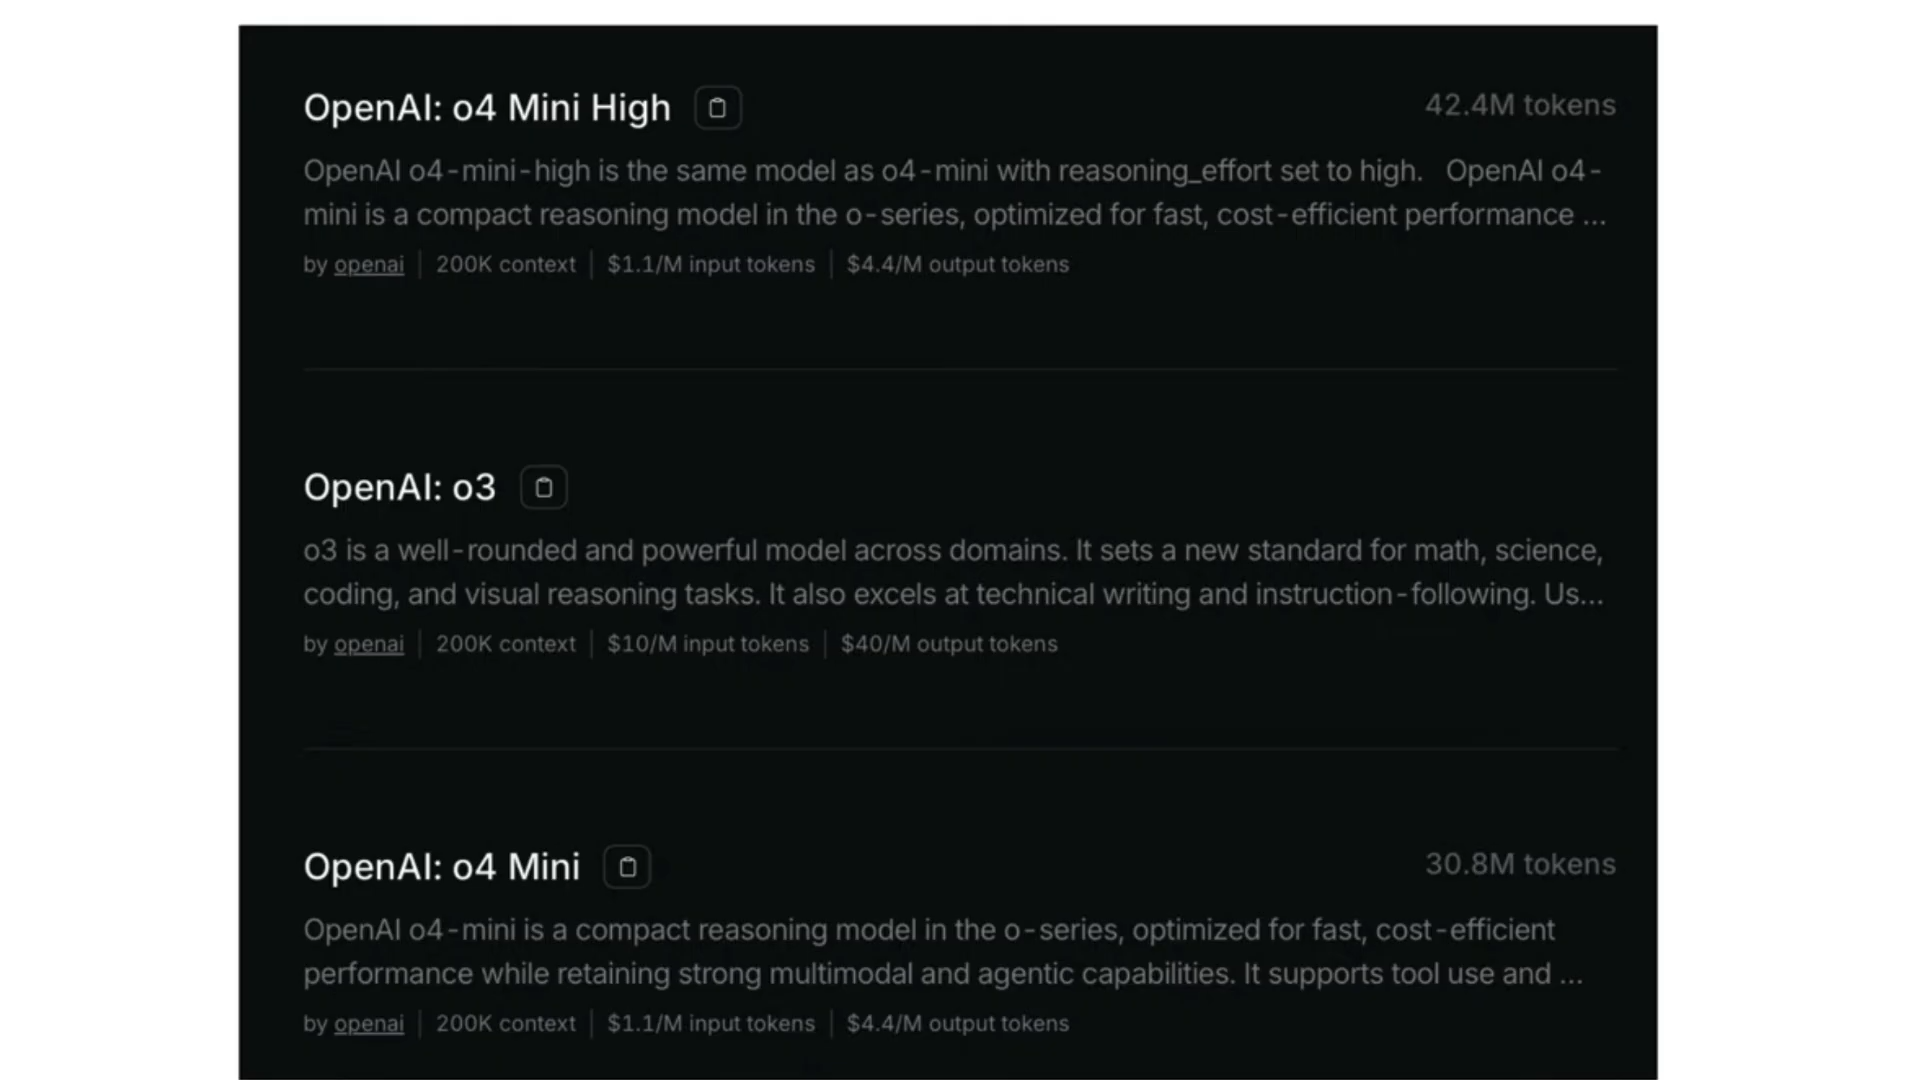 OpenAI: o4 Mini High
42.4M tokens
OpenAI o4-mini-high is the same model as o4-mini with reasoning_effort set to high. OpenAI o4-
mini is a compact reasoning model in the o-series, optimized for fast, cost-efficient performance ...
by openai | 200K context | $1.1/M input tokens | $4.4/M output tokens
OpenAI: o3
o3 is a well-rounded and powerful model across domains. It sets a new standard for math, science,
coding, and visual reasoning tasks. It also excels at technical writing and instruction-following. Us...
by openai | 200K context | $10/M input tokens | $40/M output tokens
OpenAI: o4 Mini
30.8M tokens
OpenAI o4-mini is a compact reasoning model in the o-series, optimized for fast, cost-efficient
performance while retaining strong multimodal and agentic capabilities. It supports tool use and ...
by openai | 200K context | $1.1/M input tokens | $4.4/M output tokens